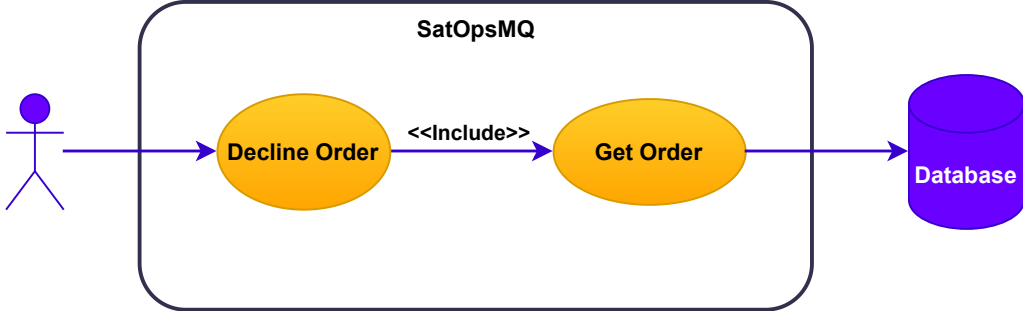 SatOpsMQ
Decline Order
<<Include>>
Get Order
Database